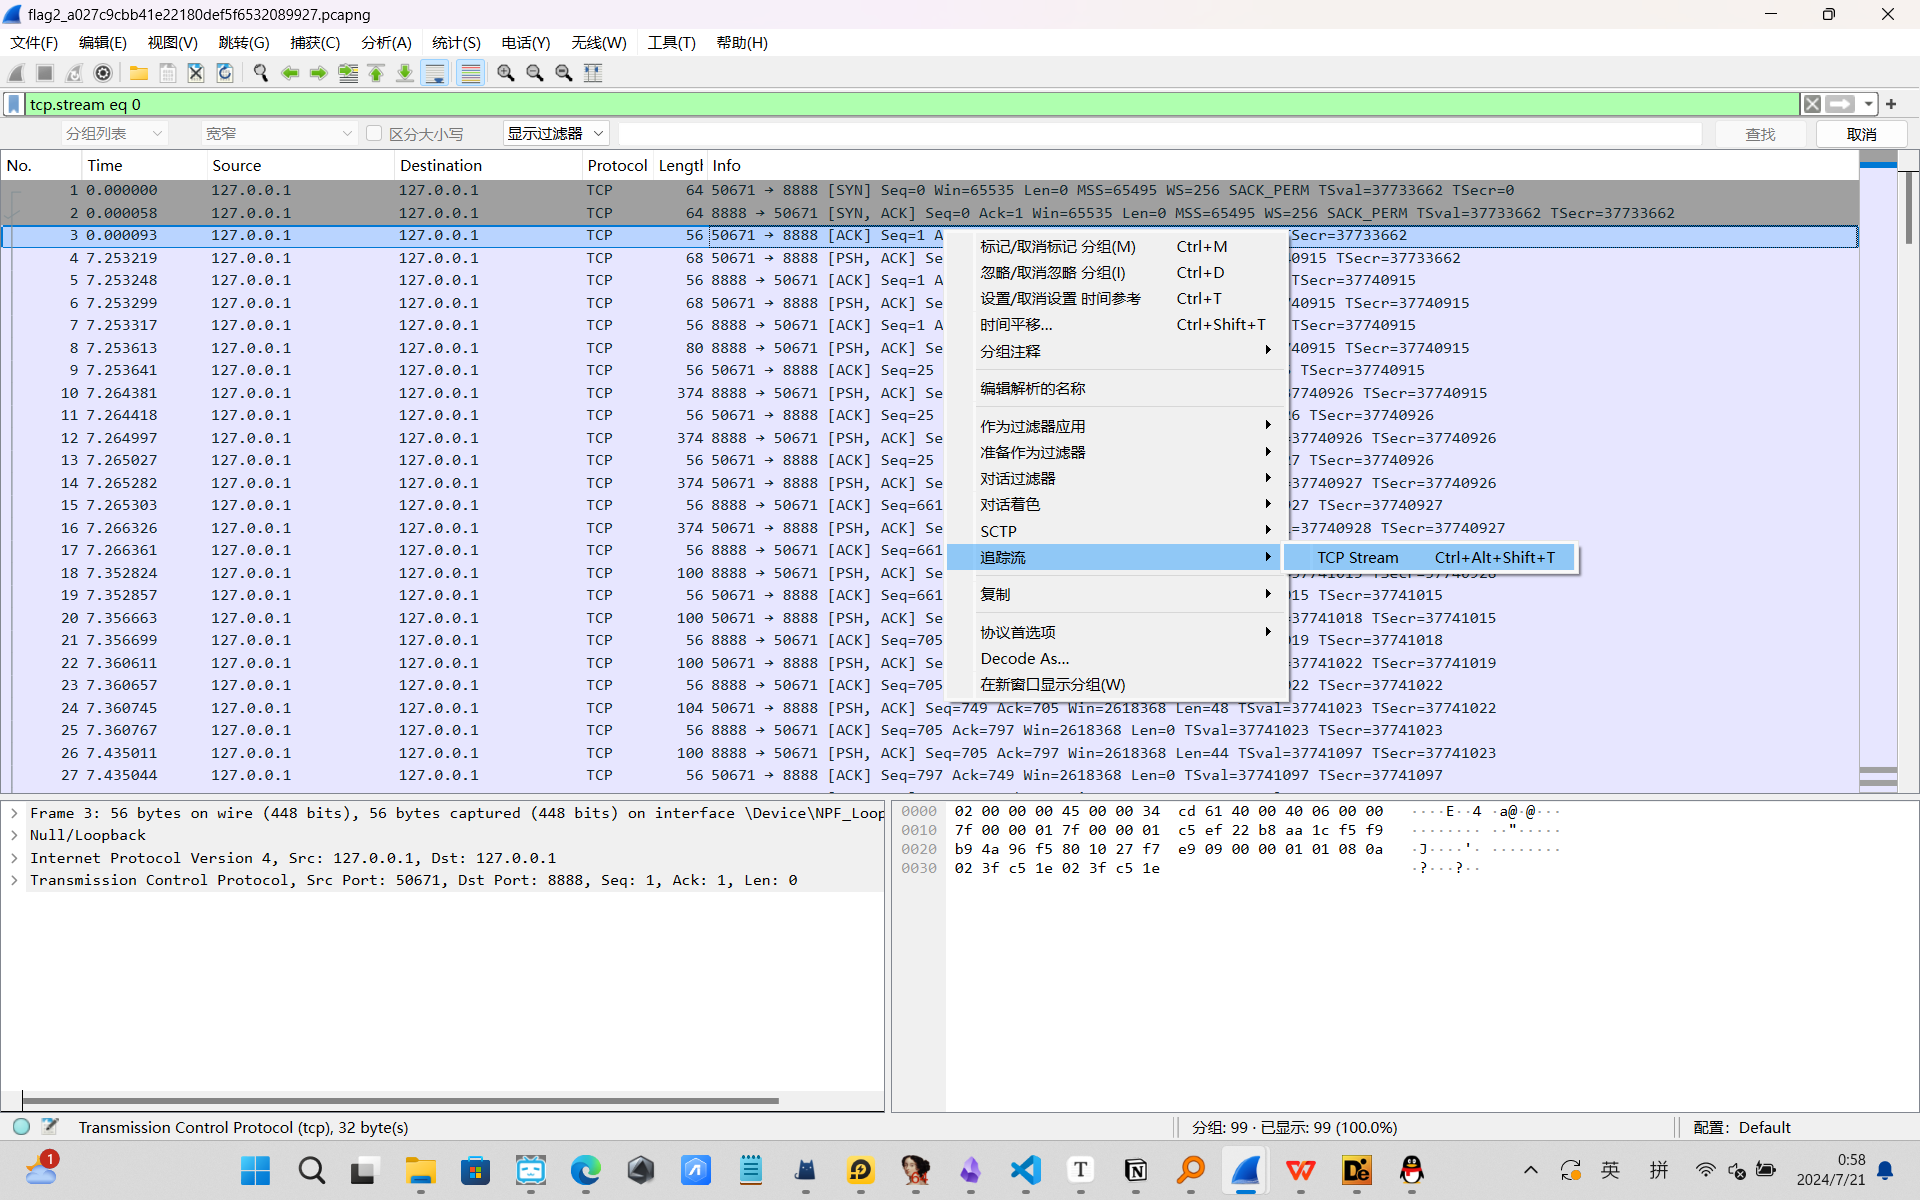 flag2_a027c9cbb41e22180def5f6532089927.pcapng
文件(F) 编辑(E) 视图(V) 跳转(G) 捕获(C) 分析(A) 统计(S) 电话(Y) 无线(W) 工具(T) 帮助(H)
tcp.stream eq 0
分组列表 宽窄 区分大小写 显示过滤器 查找 取消
No. Time Source Destination Protocol Length Info
1 0.000000 127.0.0.1 127.0.0.1 TCP 64 50671 → 8888 [SYN] Seq=0 Win=65535 Len=0 MSS=65495 WS=256 SACK_PERM TSval=37733662 TSecr=0
2 0.000058 127.0.0.1 127.0.0.1 TCP 64 8888 → 50671 [SYN, ACK] Seq=0 Ack=1 Win=65535 Len=0 MSS=65495 WS=256 SACK_PERM TSval=37733662 TSecr=37733662
3 0.000093 127.0.0.1 127.0.0.1 TCP 56 50671 → 8888 [ACK] Seq=1 A Secr=37733662
4 7.253219 127.0.0.1 127.0.0.1 TCP 68 50671 → 8888 [PSH, ACK] Se 40915 TSecr=37733662
5 7.253248 127.0.0.1 127.0.0.1 TCP 56 8888 → 50671 [ACK] Seq=1 A TSecr=37740915
6 7.253299 127.0.0.1 127.0.0.1 TCP 68 50671 → 8888 [PSH, ACK] Se 740915 TSecr=37740915
7 7.253317 127.0.0.1 127.0.0.1 TCP 56 8888 → 50671 [ACK] Seq=1 A TSecr=37740915
8 7.253613 127.0.0.1 127.0.0.1 TCP 80 8888 → 50671 [PSH, ACK] Se 740915 TSecr=37740915
9 7.253641 127.0.0.1 127.0.0.1 TCP 56 50671 → 8888 [ACK] Seq=25 TSecr=37740915
10 7.264381 127.0.0.1 127.0.0.1 TCP 374 50671 → 8888 [PSH, ACK] Se 7740926 TSecr=37740915
11 7.264418 127.0.0.1 127.0.0.1 TCP 56 8888 → 50671 [ACK] Seq=25 6 TSecr=37740926
12 7.264997 127.0.0.1 127.0.0.1 TCP 374 8888 → 50671 [PSH, ACK] Se 37740926 TSecr=37740926
13 7.265027 127.0.0.1 127.0.0.1 TCP 56 50671 → 8888 [ACK] Seq=25 7 TSecr=37740926
14 7.265282 127.0.0.1 127.0.0.1 TCP 374 50671 → 8888 [PSH, ACK] Se 37740927 TSecr=37740926
15 7.265303 127.0.0.1 127.0.0.1 TCP 56 8888 → 50671 [ACK] Seq=661 27 TSecr=37740927
16 7.266326 127.0.0.1 127.0.0.1 TCP 374 50671 → 8888 [PSH, ACK] Se =37740928 TSecr=37740927
17 7.266361 127.0.0.1 127.0.0.1 TCP 56 8888 → 50671 [ACK] Seq=661
18 7.352824 127.0.0.1 127.0.0.1 TCP 100 8888 → 50671 [PSH, ACK] Se
19 7.352857 127.0.0.1 127.0.0.1 TCP 56 50671 → 8888 [ACK] Seq=661 15 TSecr=37741015
20 7.356663 127.0.0.1 127.0.0.1 TCP 100 50671 → 8888 [PSH, ACK] Se 37741018 TSecr=37741015
21 7.356699 127.0.0.1 127.0.0.1 TCP 56 8888 → 50671 [ACK] Seq=705 19 TSecr=37741018
22 7.360611 127.0.0.1 127.0.0.1 TCP 100 50671 → 8888 [PSH, ACK] Se 37741022 TSecr=37741019
23 7.360657 127.0.0.1 127.0.0.1 TCP 56 8888 → 50671 [ACK] Seq=705 22 TSecr=37741022
24 7.360745 127.0.0.1 127.0.0.1 TCP 104 50671 → 8888 [PSH, ACK] Seq=749 Ack=705 Win=2618368 Len=48 TSval=37741023 TSecr=37741022
25 7.360767 127.0.0.1 127.0.0.1 TCP 56 8888 → 50671 [ACK] Seq=705 Ack=797 Win=2618368 Len=0 TSval=37741023 TSecr=37741023
26 7.435011 127.0.0.1 127.0.0.1 TCP 100 8888 → 50671 [PSH, ACK] Seq=705 Ack=797 Win=2618368 Len=44 TSval=37741097 TSecr=37741023
27 7.435044 127.0.0.1 127.0.0.1 TCP 56 50671 → 8888 [ACK] Seq=797 Ack=749 Win=2618368 Len=0 TSval=37741097 TSecr=37741097
标记/取消标记 分组(M) Ctrl+M
忽略/取消忽略 分组(I) Ctrl+D
设置/取消设置 时间参考 Ctrl+T
时间平移... Ctrl+Shift+T
分组注释
编辑解析的名称
作为过滤器应用
准备作为过滤器
对话过滤器
对话着色
SCTP
追踪流
TCP Stream Ctrl+Alt+Shift+T
复制
协议首选项
Decode As...
在新窗口显示分组(W)
Frame 3: 56 bytes on wire (448 bits), 56 bytes captured (448 bits) on interface \Device\NPF_Loop
Null/Loopback
Internet Protocol Version 4, Src: 127.0.0.1, Dst: 127.0.0.1
Transmission Control Protocol, Src Port: 50671, Dst Port: 8888, Seq: 1, Ack: 1, Len: 0
0000 02 00 00 00 45 00 00 34 cd 61 40 00 40 06 00 00 ····E··4 ·a@·@···
0010 7f 00 00 01 7f 00 00 01 c5 ef 22 b8 aa 1c f5 f9 ········ ··"·····
0020 b9 4a 96 f5 80 10 27 f7 e9 09 00 00 01 01 08 0a ·J····'· ········
0030 02 3f c5 1e 02 3f c5 1e ·?···?··
Transmission Control Protocol (tcp), 32 byte(s)
分组: 99 · 已显示: 99 (100.0%)
配置: Default
1
英
拼
0:58
2024/7/21